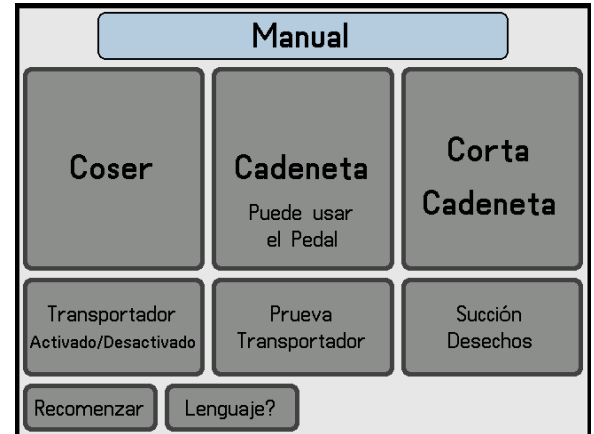 Manual
Coser
Cadeneta
Puede usar
el Pedal
Corta
Cadeneta
Transportador
Activado/Desactivado
Prueva
Transportador
Succión
Desechos
Recomenzar
Lenguaje?